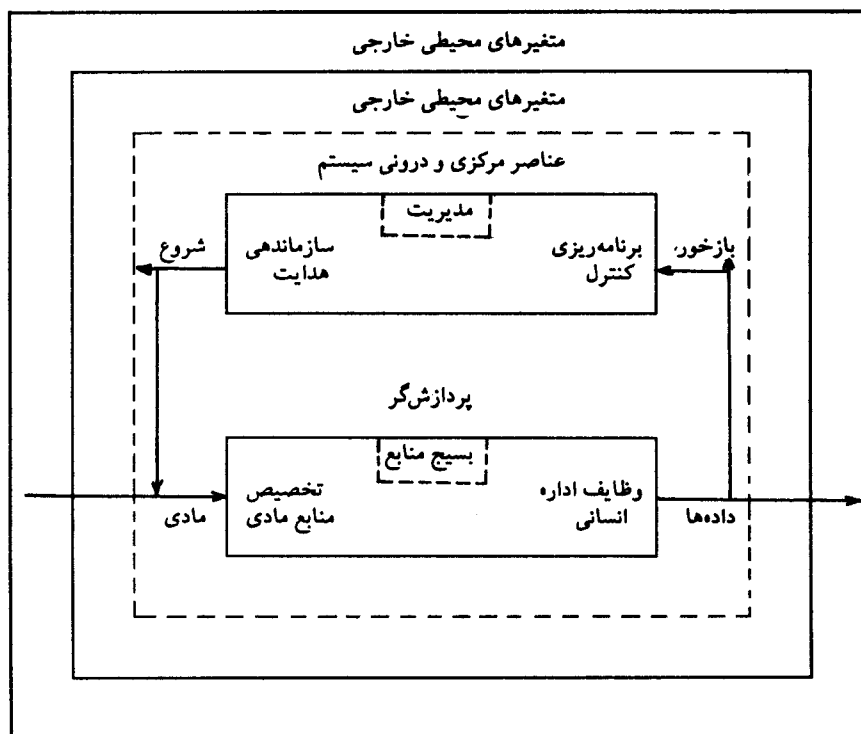 متغیرهای محیطی خارجی
متغیرهای محیطی خارجی
عناصر مرکزی و درونی سیستم
مدیریت
بازخور
برنامه‌ریزی
کنترل
سازماندهی
هدایت
شروع
پردازش‌گر
بسیج منابع
وظایف اداره
انسانی
تخصیص
منابع مادی
داده‌ها
مادی